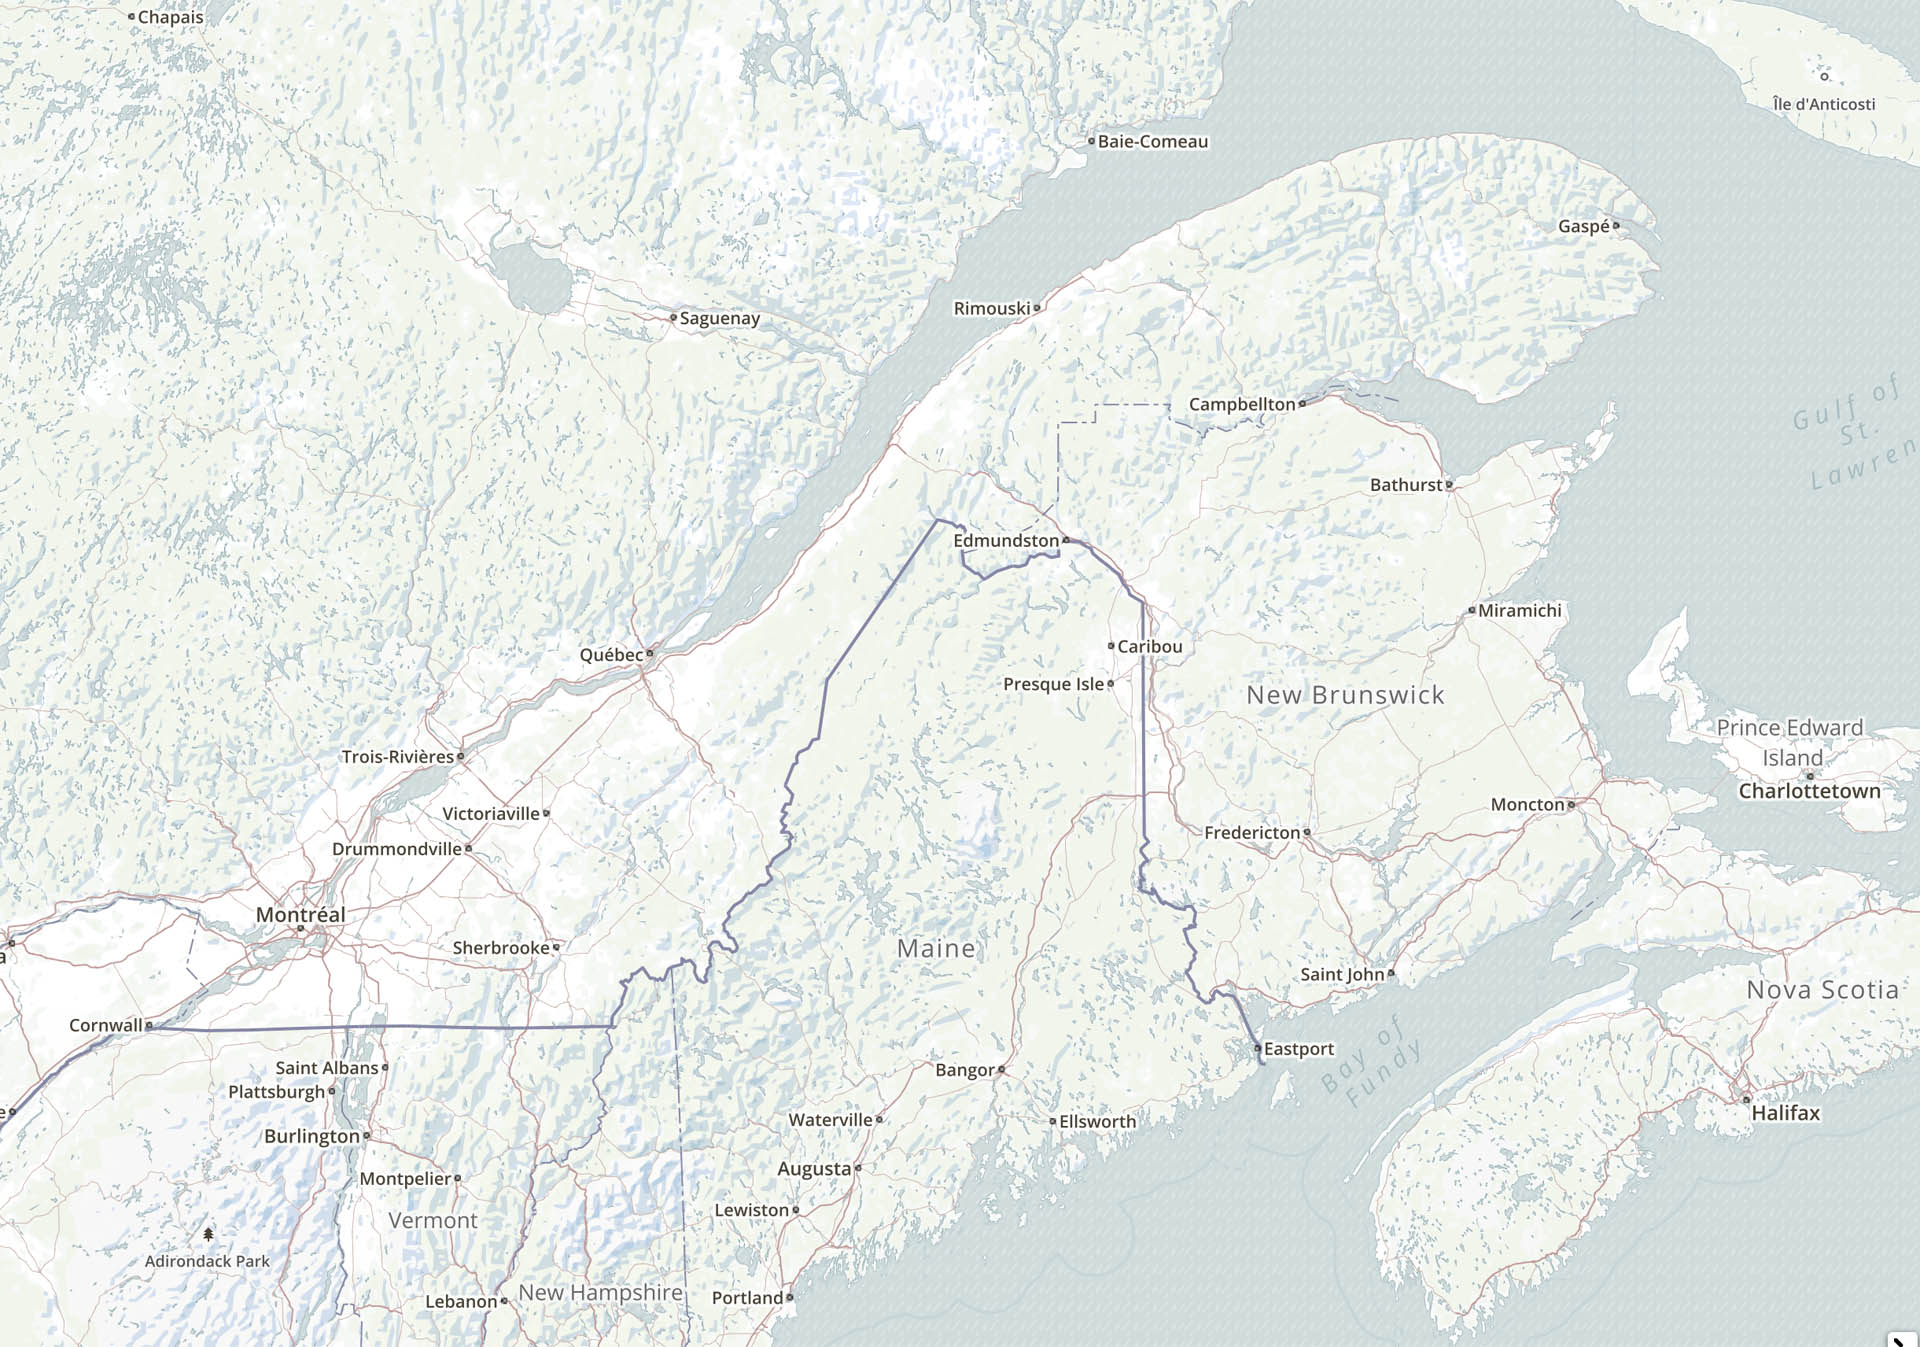 Chapais
Île d'Anticosti
Baie-Comeau
Gaspé
Rimouski
Saguenay
Campbellton
Gulf of
St.
Bathurst
Edmundston
Miramichi
Caribou
Québec
Presque Isle
New Brunswick
Prince Edward
Island
Trois-Rivières
Charlottetown
Moncton
Victoriaville
Fredericton
Drummondville
Montréal
Sherbrooke
Maine
Saint John
Nova Scotia
Cornwall
Eastport
Bay of
Fundy
Saint Albans
Bangor
Plattsburgh
Halifax
Waterville
Ellsworth
Burlington
Augusta
Montpelier
Lewiston
Vermont
Adirondack Park
New Hampshire
Portland
Lebanon